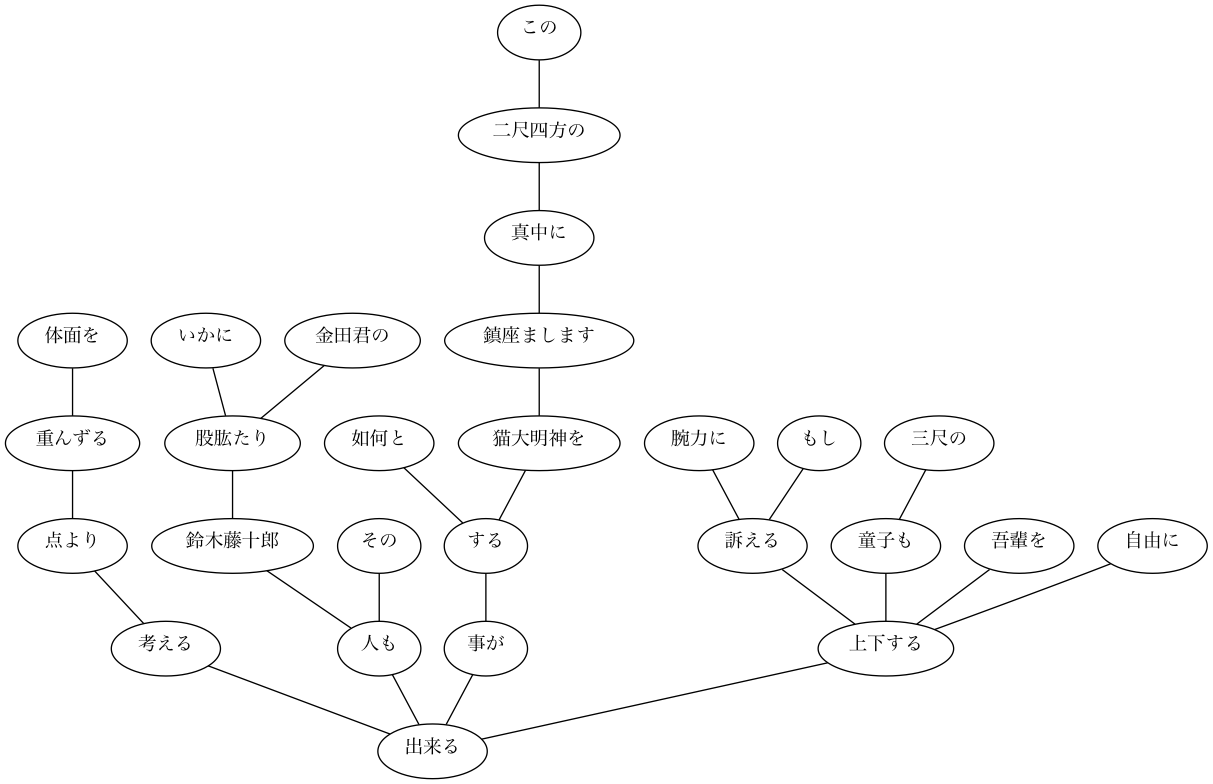 この
二尺四方の
真中に
体面を いかに 金田君の 鎮座まします
重んずる 股肱たり 如何と 猫大明神を 腕力に もし 三尺の
点より 鈴木藤十郎 その する 訴える 童子も 吾輩を 自由に
考える 人も 事が 上下する
出来る